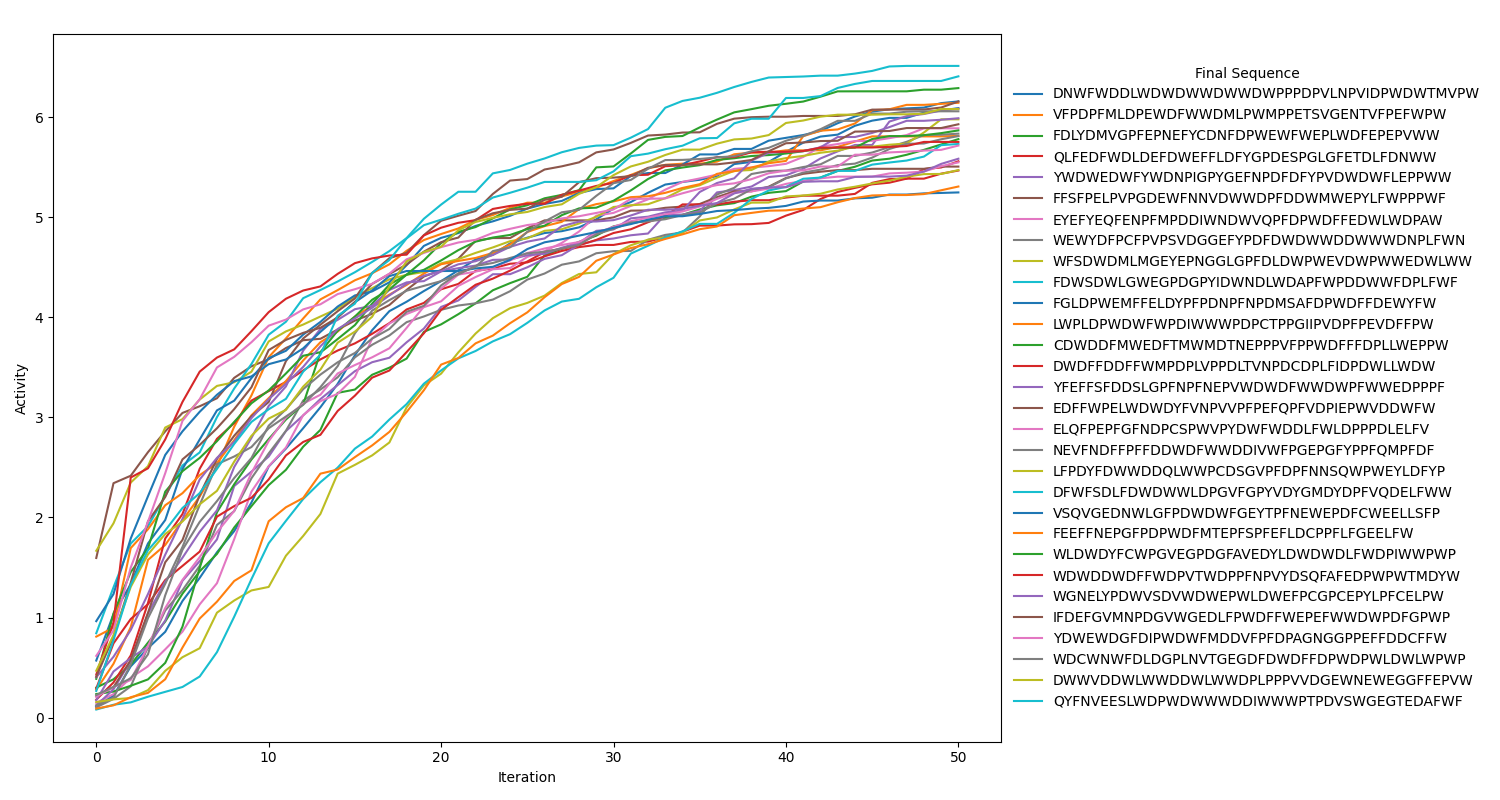 Final Sequence
DNWFWDDLWDWDWWDWWDWPPPDPVLNPVIDPWDWTMVPW
VFPDPFMLDPEWDFWWDMLPWMPPETSVGENTVFPEFWPW
FDLYDMVGPFEPNEFYCDNFDPWEWFWEPLWDFEPEPVWW
QLFEDFWDLDEFDWEFFLDFYGPDESPGLGFETDLFDNWW
YWDWEDWFYWDNPIGPYGEFNPDFDFYPVDWDWFLEPPWW
FFSFPELPVPGDEWFNNVDWWDPFDDWMWEPYLFWPPPWF
EYEFYEQFENPFMPDDIWNDWVQPFDPWDFFEDWLWDPAW
WEWYDFPCFPVPSVDGGEFYPDFDWDWWDDWWWDNPLFWN
WFSDWDMLMGEYEPNGGLGPFDLDWPWEVDWPWWEDWLWW
FDWSDWLGWEGPDGPYIDWNDLWDAPFWPDDWWFDPLFWF
FGLDPWEMFFELDYPFPDNPFNPDMSAFDPWDFFDEWYFW
LWPLDPWDWFWPDIWWWPDPCTPPGIIPVDPFPEVDFFPW
CDWDDFMWEDFTMWMDTNEPPPVFPPWDFFFDPLLWEPPW
DWDFFDDFFWMPDPLVPPDLTVNPDCDPLFIDPDWLLWDW
YFEFFSFDDSLGPFNPFNEPVWDWDFWWDWPFWWEDPPPF
EDFFWPELWDWDYFVNPVVPFPEFQPFVDPIEPWVDDWFW
ELQFPEPFGFNDPCSPWVPYDWFWDDLFWLDPPPDLELFV
NEVFNDFFPFFDDWDFWWDDIVWFPGEPGFYPPFQMPFDF
LFPDYFDWWDDQLWWPCDSGVPFDPFNNSQWPWEYLDFYP
DFWFSDLFDWDWWLDPGVFGPYVDYGMDYDPFVQDELFWW
VSQVGEDNWLGFPDWDWFGEYTPFNEWEPDFCWEELLSFP
FEEFFNEPGFPDPWDFMTEPFSPFEFLDCPPFLFGEELFW
WLDWDYFCWPGVEGPDGFAVEDYLDWDWDLFWDPIWWPWP
WDWDDWDFFWDPVTWDPPFNPVYDSQFAFEDPWPWTMDYW
WGNELYPDWVSDVWDWEPWLDWEFPCGPCEPYLPFCELPW
IFDEFGVMNPDGVWGEDLFPWDFFWEPEFWWDWPDFGPWP
YDWEWDGFDIPWDWFMDDVFPFDPAGNGGPPEFFDDCFFW
WDCWNWFDLDGPLNVTGEGDFDWDFFDPWDPWLDWLWPWP
DWWVDDWLWWDDWLWWDPLPPPVVDGEWNEWEGGFFEPVW
QYFNVEESLWDPWDWWWDDIWWWPTPDVSWGEGTEDAFWF
Activity
6
5
4
3
2
1
0
0 10 20 30 40 50
Iteration